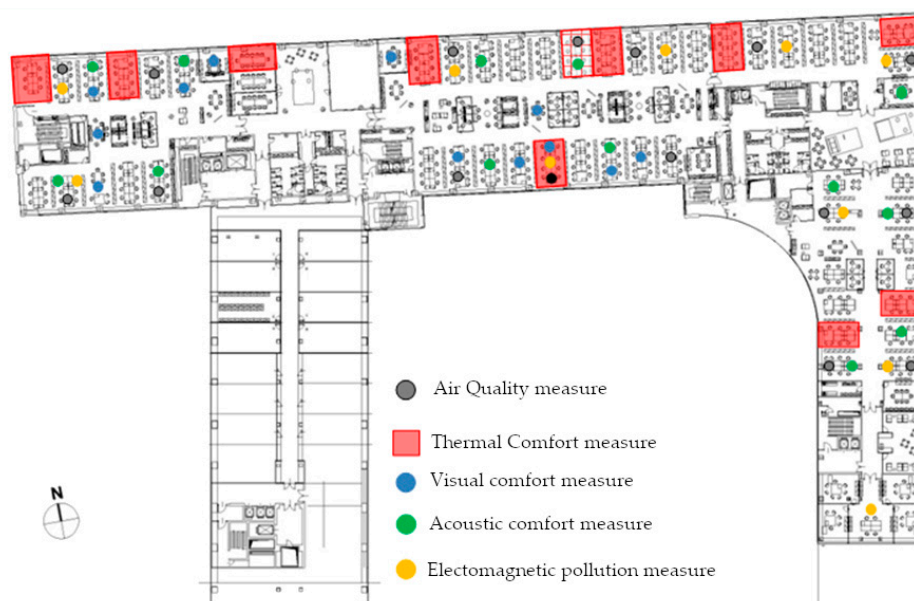 Air Quality measure
Thermal Comfort measure
Visual comfort measure
N
Acoustic comfort measure
Electomagnetic pollution measure